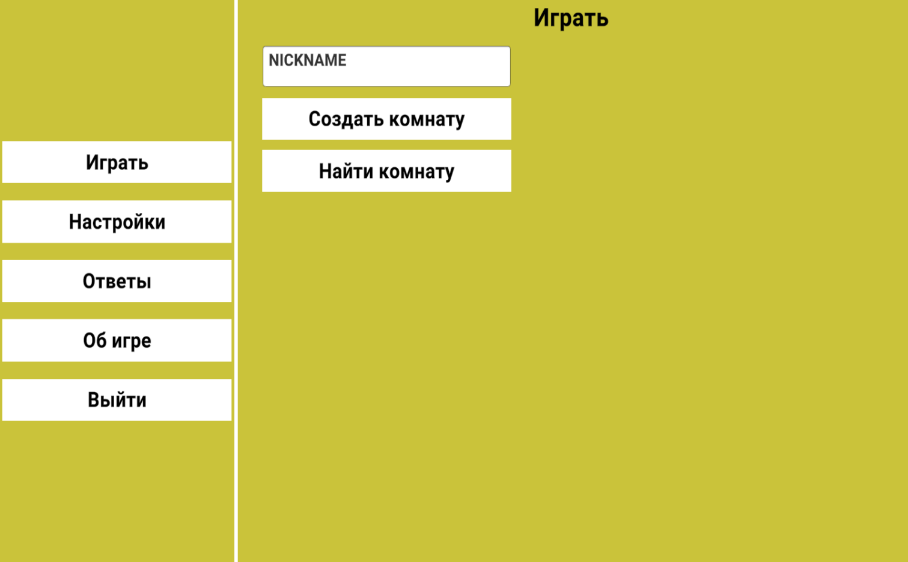 Играть
NICKNAME
Создать комнату
Найти комнату
Играть
Настройки
Ответы
Об игре
Выйти